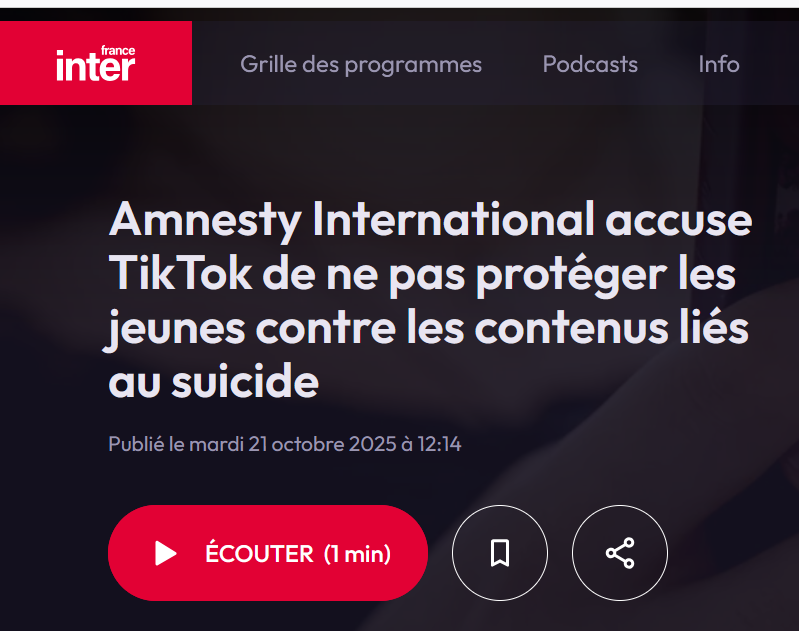 france
inter
Grille des programmes
Podcasts
Info
Amnesty International accuse
TikTok de ne pas protéger les
jeunes contre les contenus liés
au suicide
Publié le mardi 21 octobre 2025 à 12:14
ÉCOUTER (1 min)